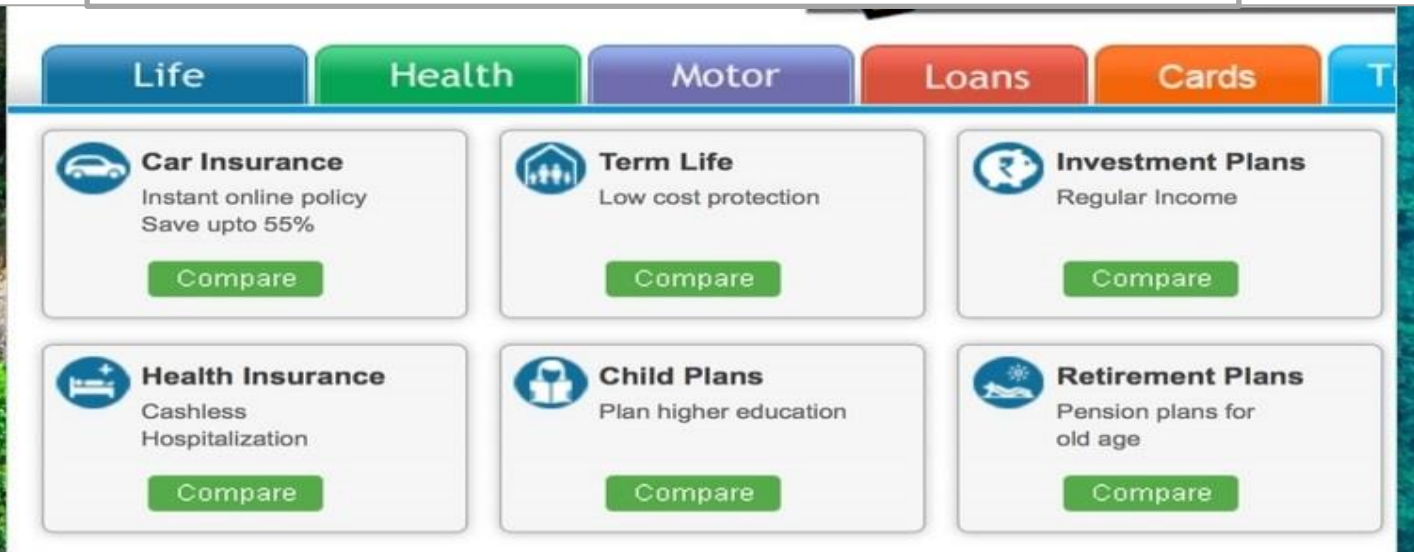 Life Health Motor Loans Cards
Car Insurance
Instant online policy
Save upto 55%
Compare
Term Life
Low cost protection
Compare
Investment Plans
Regular Income
Compare
Health Insurance
Cashless
Hospitalization
Compare
Child Plans
Plan higher education
Compare
Retirement Plans
Pension plans for
old age
Compare